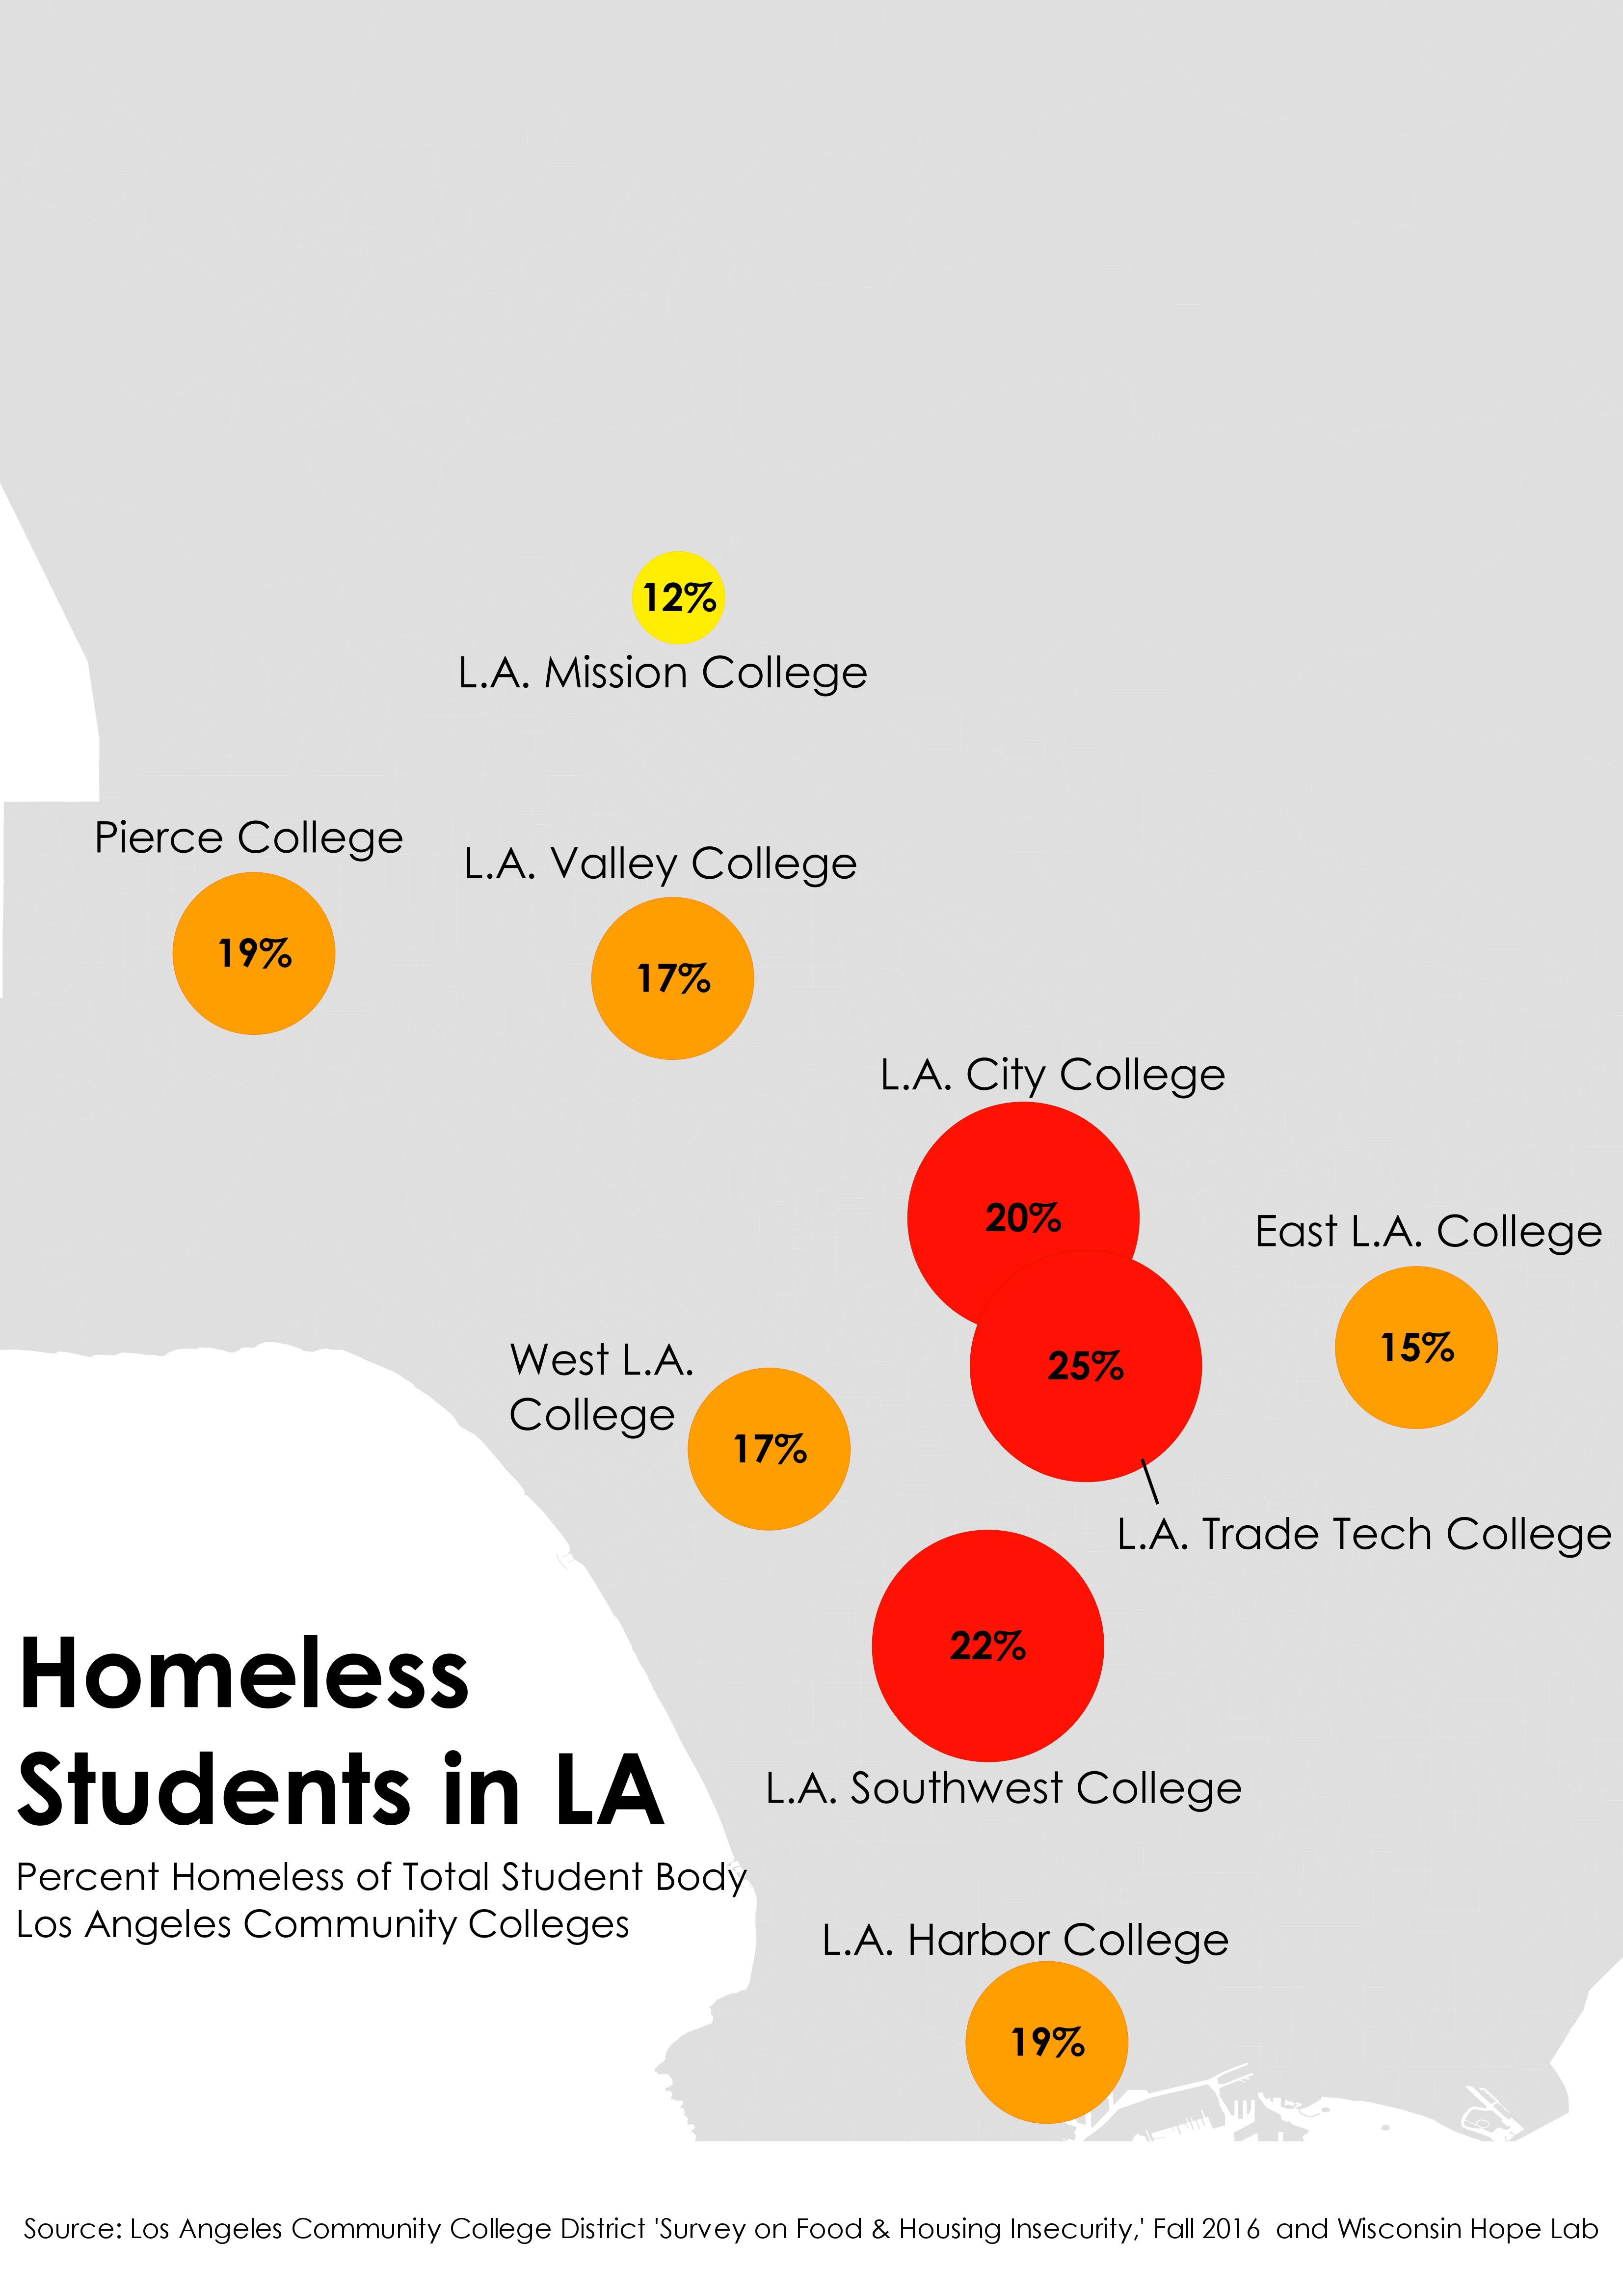 12%
L.A. Mission College
Pierce College
19%
L.A. Valley College
17%
L.A. City College
20%
East L.A. College
15%
25%
L.A. Trade Tech College
West L.A.
College
17%
22%
L.A. Southwest College
Homeless
Students in LA
Percent Homeless of Total Student Body
Los Angeles Community Colleges
L.A. Harbor College
19%
Source: Los Angeles Community College District 'Survey on Food & Housing Insecurity,' Fall 2016 and Wisconsin Hope Lab